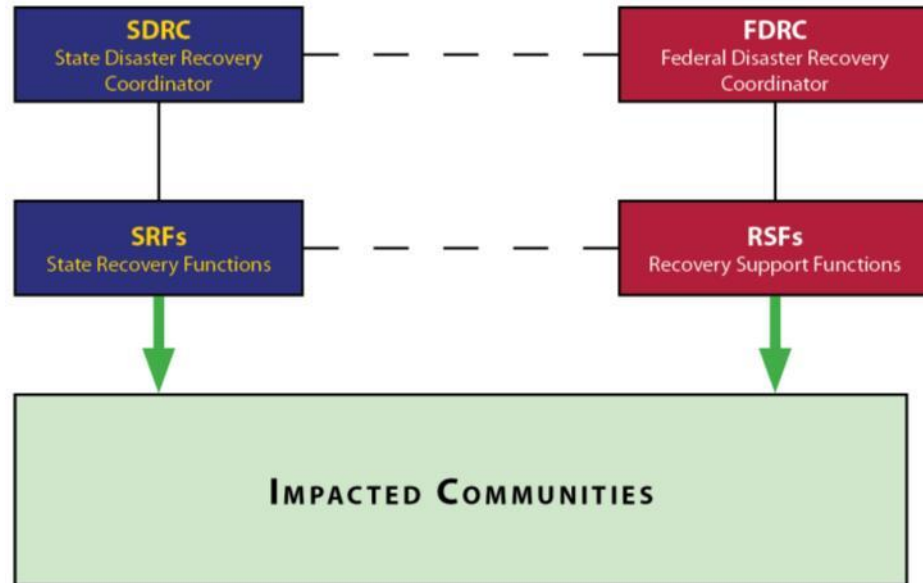 SDRC
State Disaster Recovery
Coordinator
FDRC
Federal Disaster Recovery
Coordinator
SRFs
State Recovery Functions
RSFs
Recovery Support Functions
IMPACTED COMMUNITIES